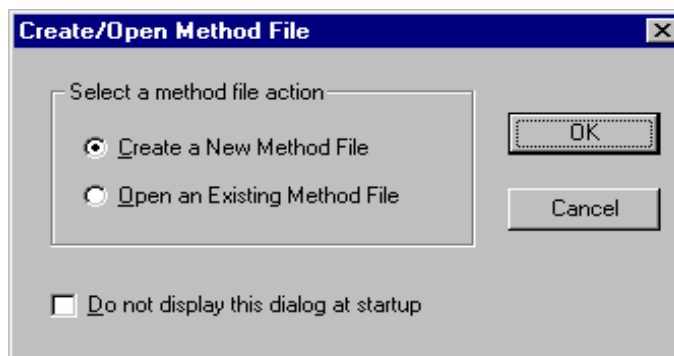 Create/Open Method File
Select a method file action
Create a New Method File
Open an Existing Method File
OK
Cancel
Do not display this dialog at startup